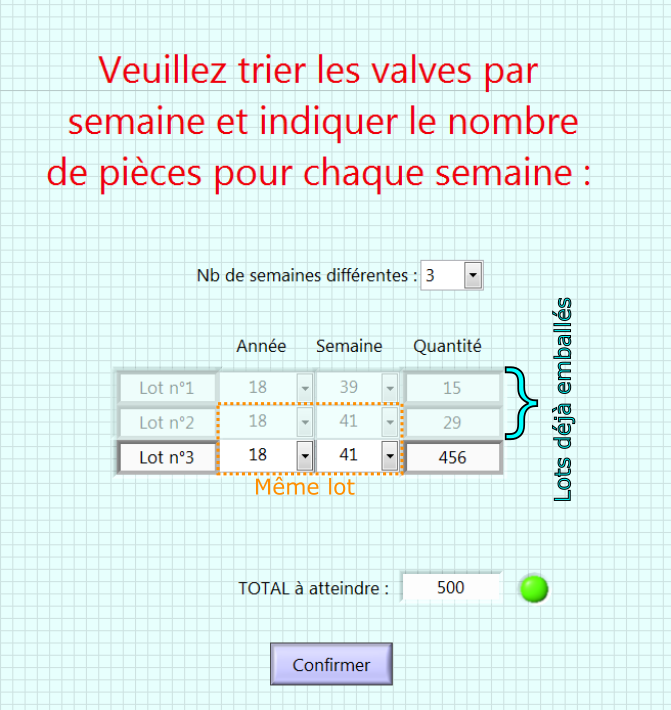 Veuillez trier les valves par
semaine et indiquer le nombre
de pièces pour chaque semaine :
Nb de semaines différentes : 3
Année Semaine Quantité
Lot n°1 18 39 15
Lot n°2 18 41 29
Lot n°3 18 41 456
Même lot
Lots déjà emballés
TOTAL à atteindre : 500
Confirmer